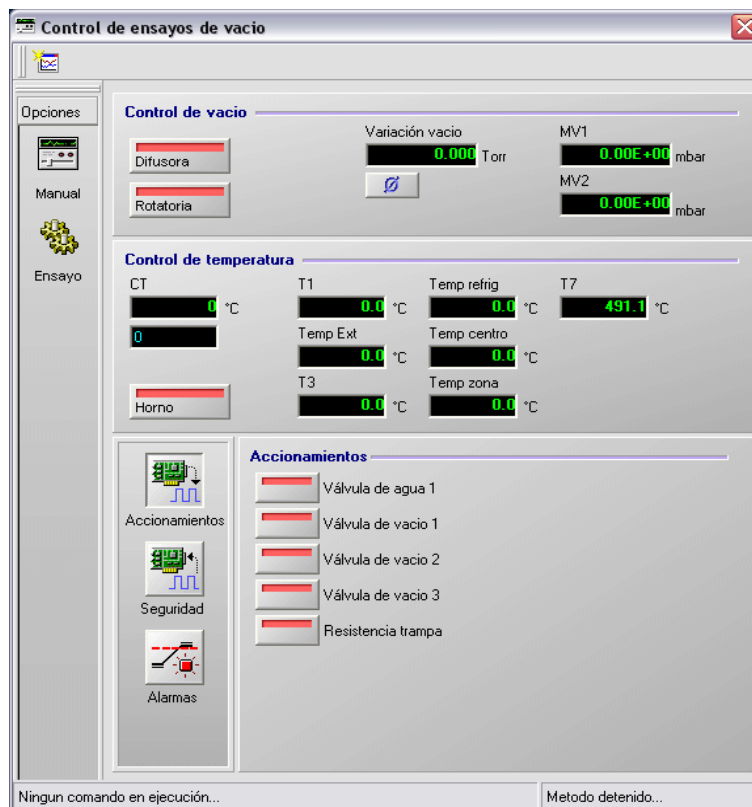 Control de ensayos de vacio
Opciones
Manual
Ensayo
Control de vacio
Difusora
Rotatoria
Variación vacio
0.000 Torr
Ø
MV1
0.00E+00 mbar
MV2
0.00E+00 mbar
Control de temperatura
CT
0 °C
0
Horno
T1
0.0 °C
Temp Ext
0.0 °C
T3
0.0 °C
Temp refrig
0.0 °C
Temp centro
0.0 °C
Temp zona
0.0 °C
T7
491.1 °C
Accionamientos
Seguridad
Alarmas
Accionamientos
Válvula de agua 1
Válvula de vacio 1
Válvula de vacio 2
Válvula de vacio 3
Resistencia trampa
Ningun comando en ejecución...
Metodo detenido...